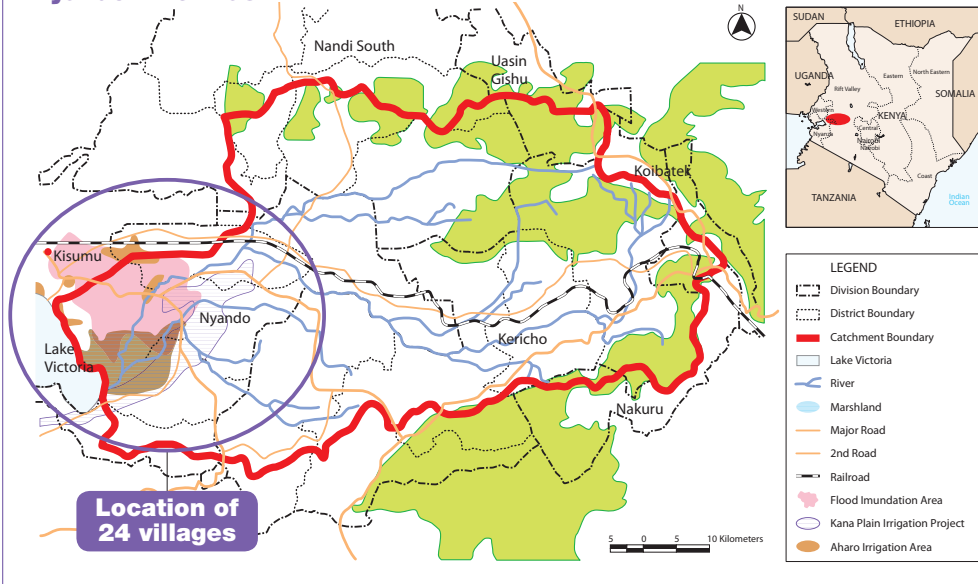 N
Nandi South
Uasin
Gishu
Koibatek
Kisumu
Nyando
Kericho
Lake
Victoria
Nakuru
Location of
24 villages
5 0 5 10 Kilometers
SUDAN
ETHIOPIA
UGANDA
Rift Valley
Eastern
North Eastern
SOMALIA
Western
KENYA
Nyanza
Central
Nairobi
Nairobi
Coast
TANZANIA
Indian
Ocean
LEGEND
Division Boundary
District Boundary
Catchment Boundary
Lake Victoria
River
Marshland
Major Road
2nd Road
Railroad
Flood Imundation Area
Kana Plain Irrigation Project
Aharo Irrigation Area